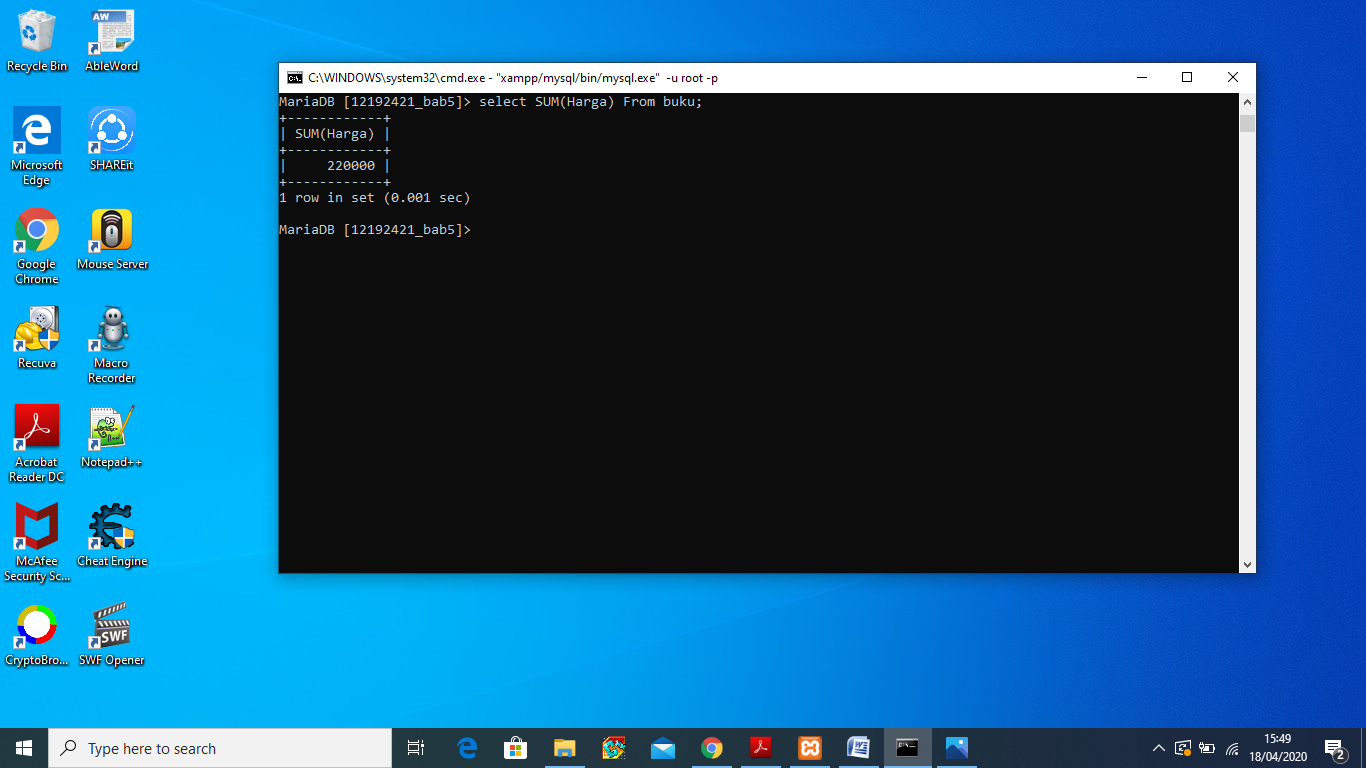 Recycle Bin
AbleWord
Microsoft Edge
SHAREit
Google Chrome
Mouse Server
Recuva
Macro Recorder
Acrobat Reader DC
Notepad++
McAfee Security Sc...
Cheat Engine
CryptoBro...
SWF Opener
AW
SWF
C:\WINDOWS\system32\cmd.exe - "xampp/mysql/bin/mysql.exe" -u root -p
MariaDB [12192421_bab5]> select SUM(Harga) From buku;
+------------+
| SUM(Harga) |
+------------+
|     220000 |
+------------+
1 row in set (0.001 sec)
MariaDB [12192421_bab5]>
Type here to search
15:49
18/04/2020
2